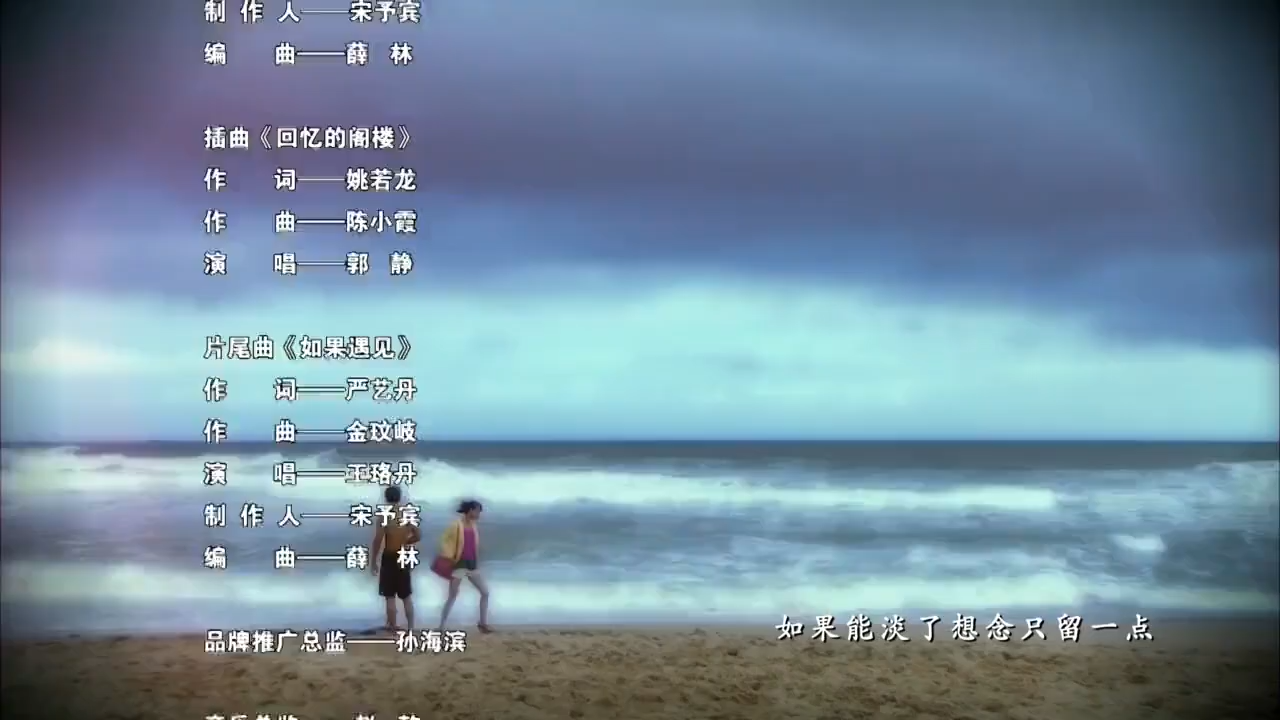 制 作 人——宋予宾
编 曲——薛 林
插曲《回忆的阁楼》
作 词——姚若龙
作 曲——陈小霞
演 唱——郭 静
片尾曲《如果遇见》
作 词——严艺丹
作 曲——金玟岐
演 唱——王珞丹
制 作 人——宋予宾
编 曲——薛 林
品牌推广总监——孙海滨
如果能淡了想念只留一点